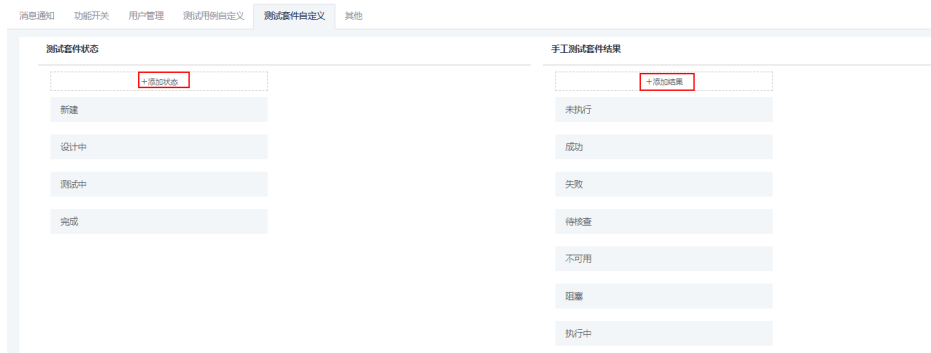 消息通知 功能开关 用户管理 测试用例自定义 测试套件自定义 其他
测试套件状态
+添加状态
新建
设计中
测试中
完成
手工测试套件结果
+添加结果
未执行
成功
失败
待核查
不可用
阻塞
执行中